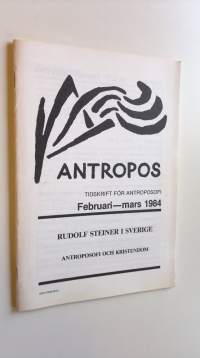 ANTROPOS
TIDSKRIFT FÖR ANTROPOSOFI
Februari—mars 1984
RUDOLF STEINER I SVERIGE
ANTROPOSOFI OCH KRISTENDOM